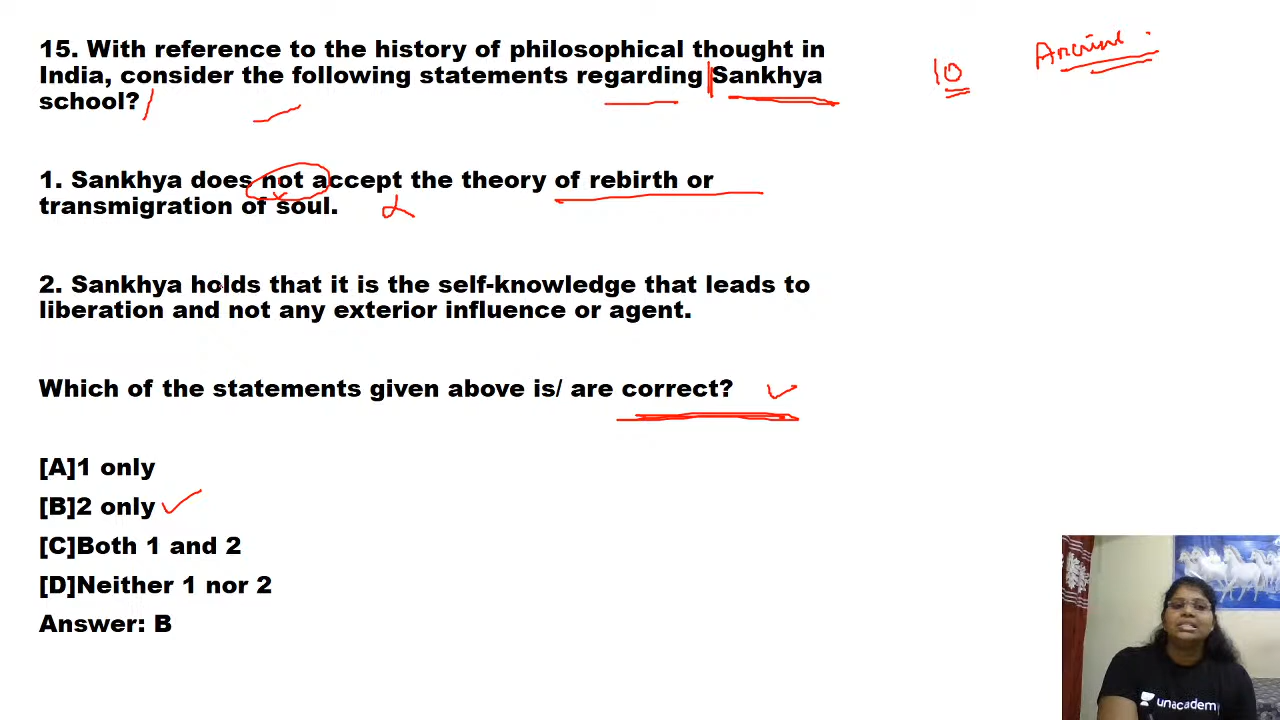 15. With reference to the history of philosophical thought in
India, consider the following statements regarding Sankhya
school?
10
Ancient
1. Sankhya does not accept the theory of rebirth or
transmigration of soul.
2. Sankhya holds that it is the self-knowledge that leads to
liberation and not any exterior influence or agent.
Which of the statements given above is/ are correct?
[A]1 only
[B]2 only
[C]Both 1 and 2
[D]Neither 1 nor 2
Answer: B
unacademy